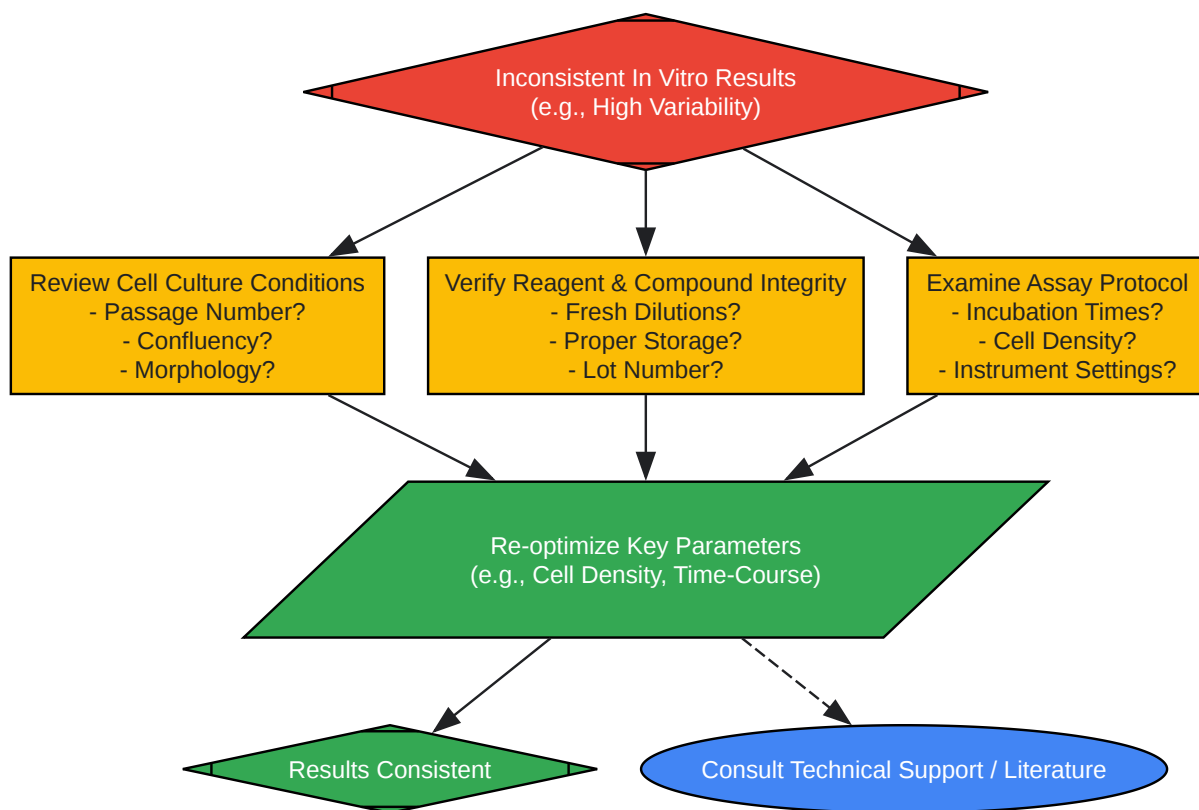 Inconsistent In Vitro Results
(e.g., High Variability)
Review Cell Culture Conditions
- Passage Number?
- Confluency?
- Morphology?
Verify Reagent & Compound Integrity
- Fresh Dilutions?
- Proper Storage?
- Lot Number?
Examine Assay Protocol
- Incubation Times?
- Cell Density?
- Instrument Settings?
Re-optimize Key Parameters
(e.g., Cell Density, Time-Course)
Results Consistent
Consult Technical Support / Literature